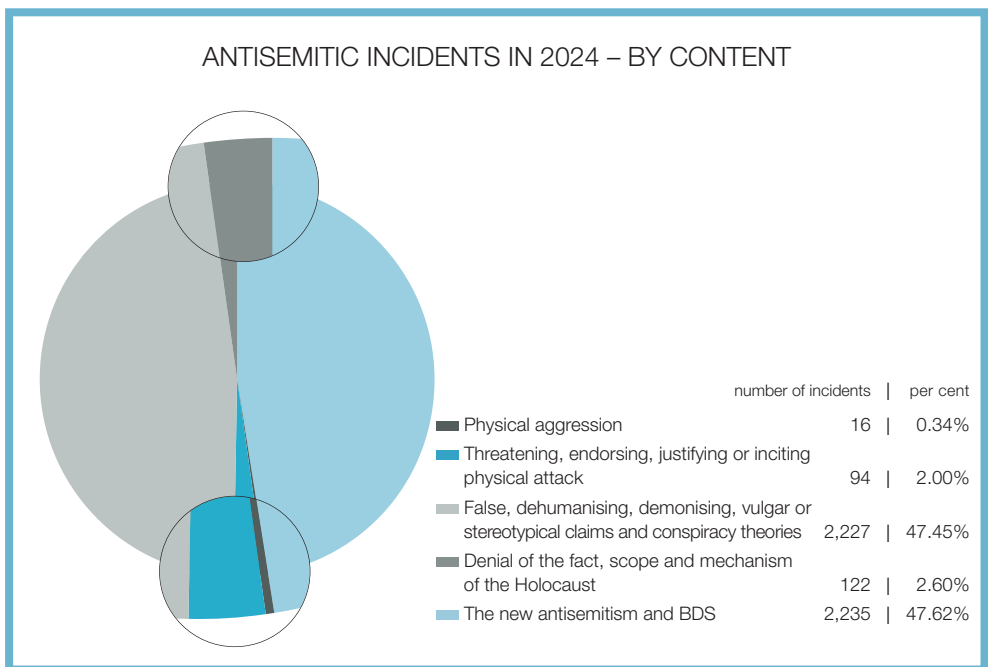 ANTISEMITIC INCIDENTS IN 2024 – BY CONTENT
number of incidents | per cent
Physical aggression 16 | 0.34%
Threatening, endorsing, justifying or inciting
physical attack 94 | 2.00%
False, dehumanising, demonising, vulgar or
stereotypical claims and conspiracy theories 2,227 | 47.45%
Denial of the fact, scope and mechanism
of the Holocaust 122 | 2.60%
The new antisemitism and BDS 2,235 | 47.62%